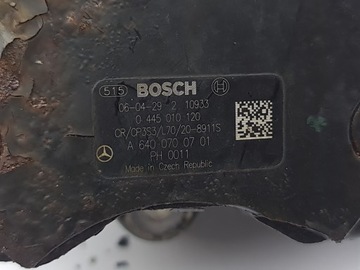 515 BOSCH
06-04-29 2 10933
0 445 010 120
CR/CP3S3/L70/20-8911S
A 640 070 07 01
PH 0011
Made in Czech Republic